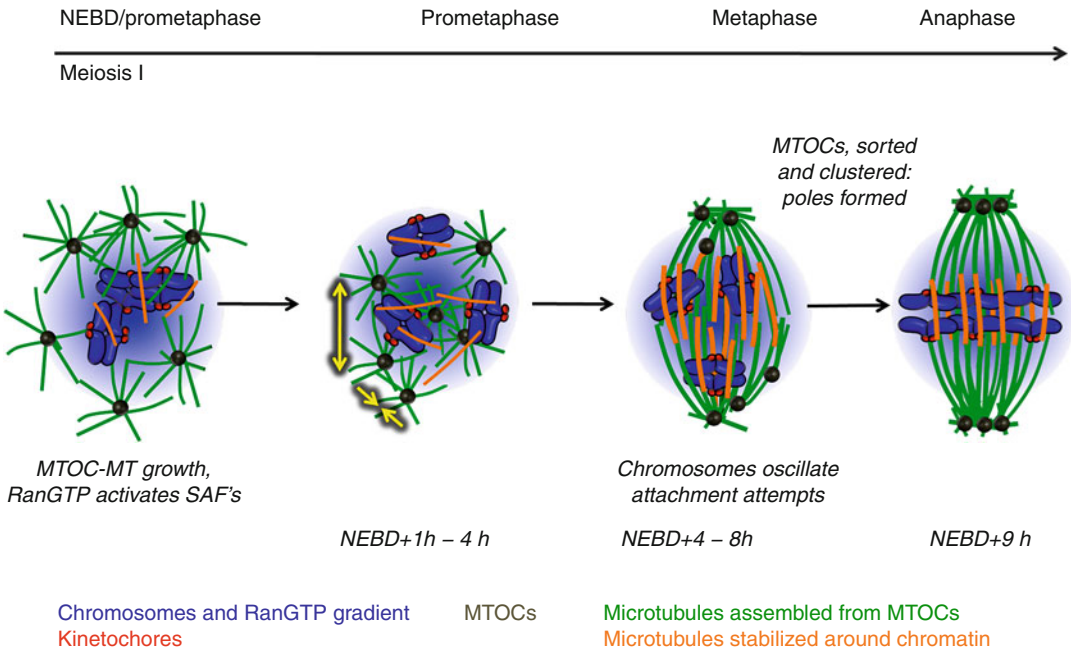 NEBD/prometaphase
Prometaphase
Metaphase
Anaphase
Meiosis I
MTOCs, sorted
and clustered:
poles formed
MTOC-MT growth,
RanGTP activates SAF's
Chromosomes oscillate
attachment attempts
NEBD+1h – 4 h
NEBD+4 – 8h
NEBD+9 h
Chromosomes and RanGTP gradient
MTOCs
Microtubules assembled from MTOCs
Kinetochores
Microtubules stabilized around chromatin